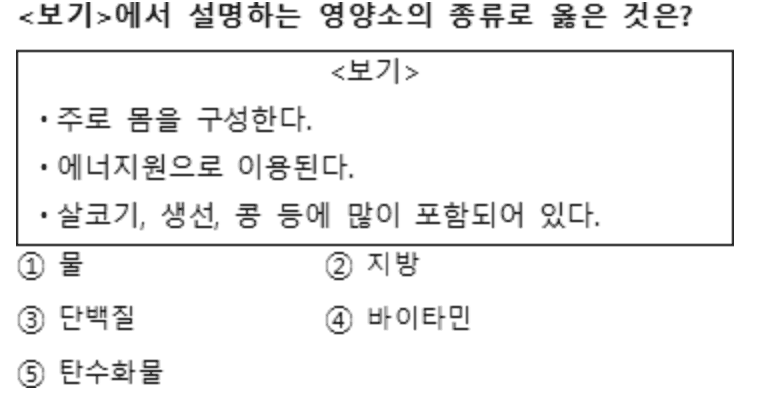 <보기>에서 설명하는 영양소의 종류로 옳은 것은?
<보기>
・주로 몸을 구성한다.
・에너지원으로 이용된다.
・살코기, 생선, 콩 등에 많이 포함되어 있다.
① 물 ② 지방
③ 단백질 ④ 바이타민
⑤ 탄수화물